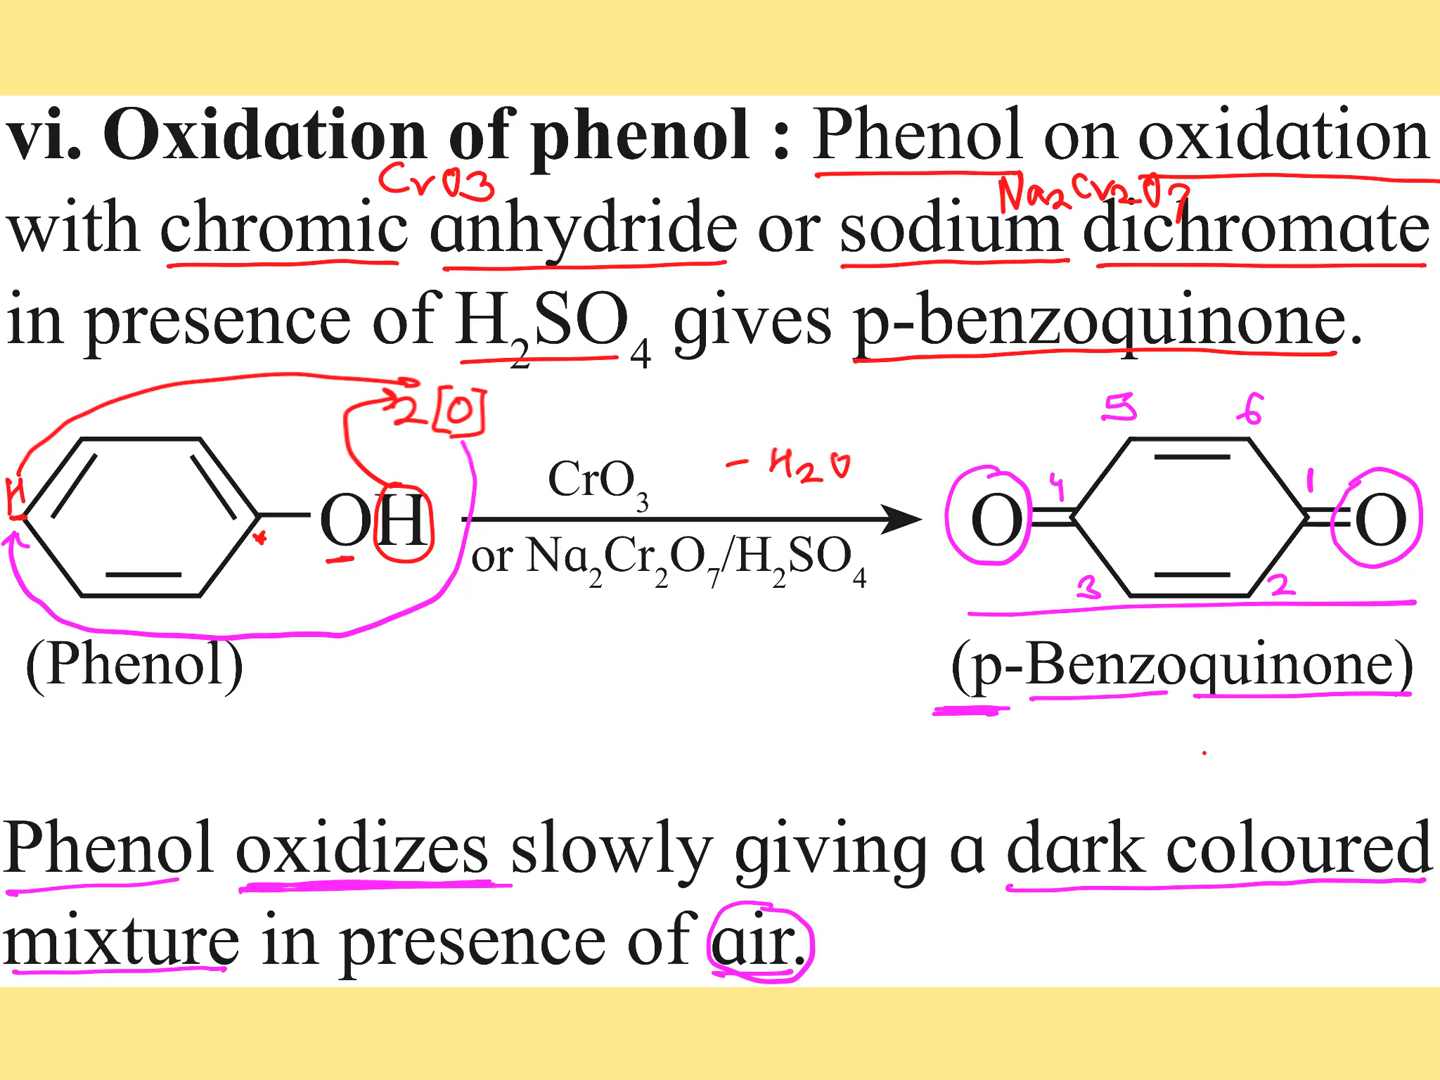 vi. Oxidation of phenol : Phenol on oxidation
CrO3 Na2Cr2O7
with chromic anhydride or sodium dichromate
in presence of H₂SO₄ gives p-benzoquinone.
2[O] 5 6
H OH CrO₃ - H2O O 4 1 O
or Na₂Cr₂O₇/H₂SO₄ 3 2
(Phenol) (p-Benzoquinone)
Phenol oxidizes slowly giving a dark coloured
mixture in presence of air.